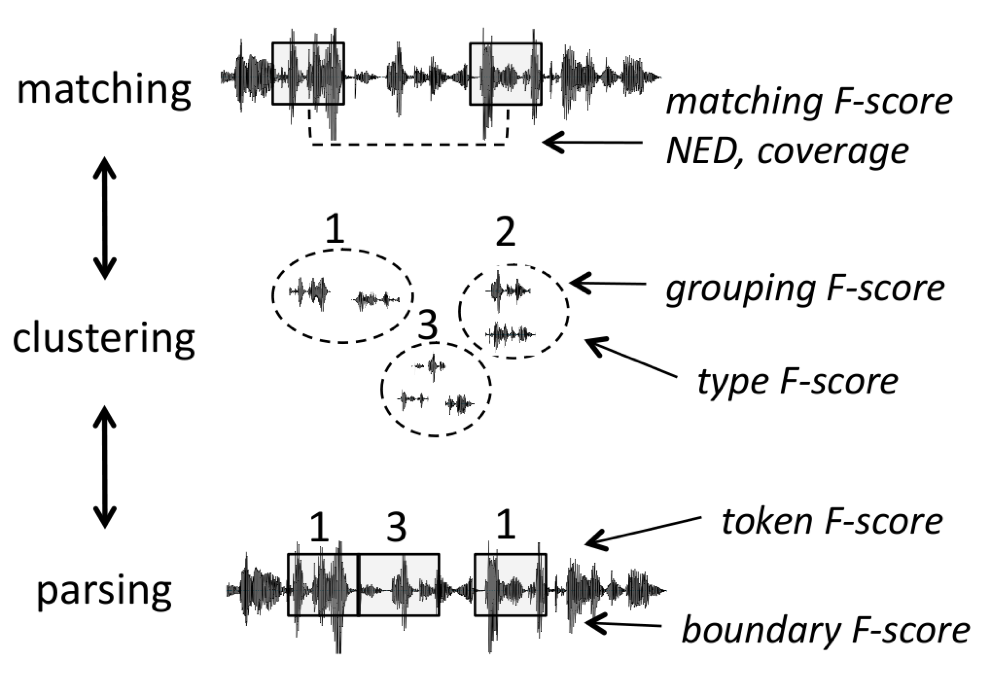 matching
matching F-score
NED, coverage
1
2
grouping F-score
3
clustering
type F-score
1 3 1
token F-score
parsing
boundary F-score